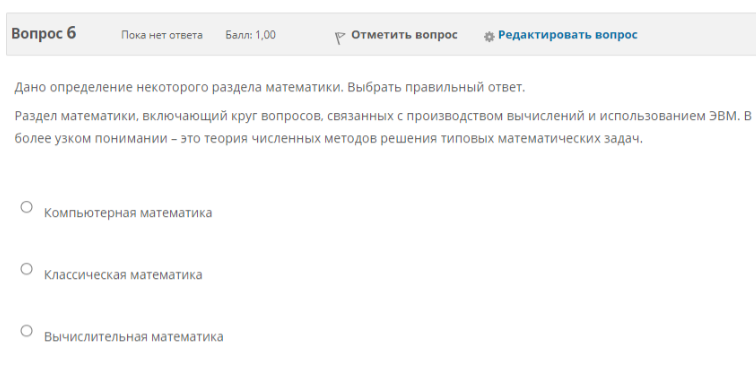 Вопрос 6 Пока нет ответа Балл: 1,00 Отметить вопрос Редактировать вопрос
Дано определение некоторого раздела математики. Выбрать правильный ответ.
Раздел математики, включающий круг вопросов, связанных с производством вычислений и использованием ЭВМ. В
более узком понимании – это теория численных методов решения типовых математических задач.
Компьютерная математика
Классическая математика
Вычислительная математика